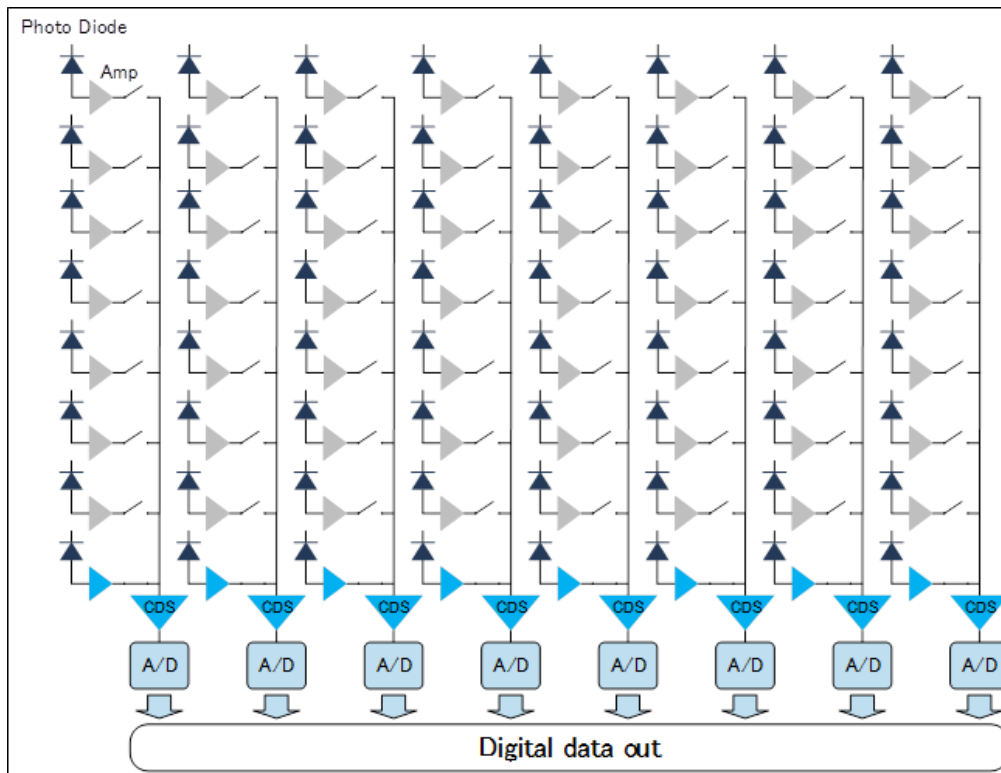 Photo Diode
Amp
CDS CDS CDS CDS CDS CDS CDS CDS
A/D A/D A/D A/D A/D A/D A/D A/D
Digital data out